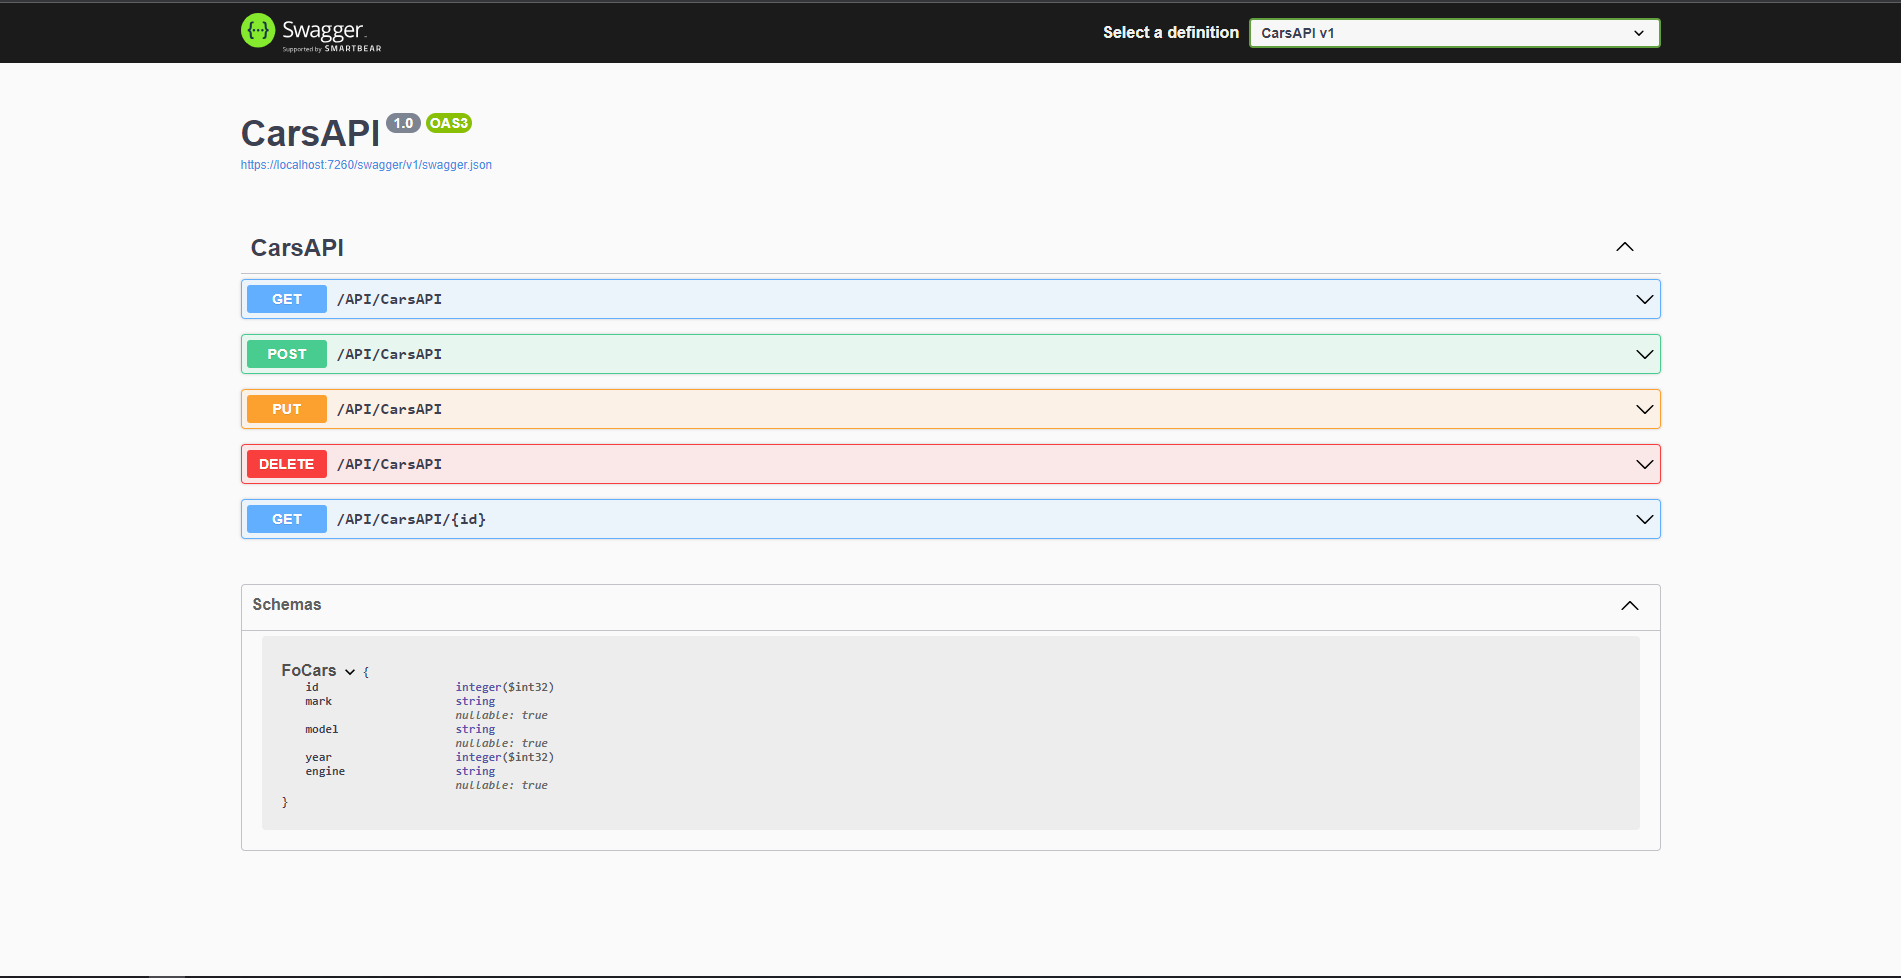 {···} Swagger
Supported by SMARTBEAR
Select a definition
CarsAPI v1
CarsAPI 1.0 OAS3
https://localhost:7260/swagger/v1/swagger.json
CarsAPI
GET /API/CarsAPI
POST /API/CarsAPI
PUT /API/CarsAPI
DELETE /API/CarsAPI
GET /API/CarsAPI/{id}
Schemas
FoCars {
id integer($int32)
mark string
nullable: true
model string
nullable: true
year integer($int32)
engine string
nullable: true
}